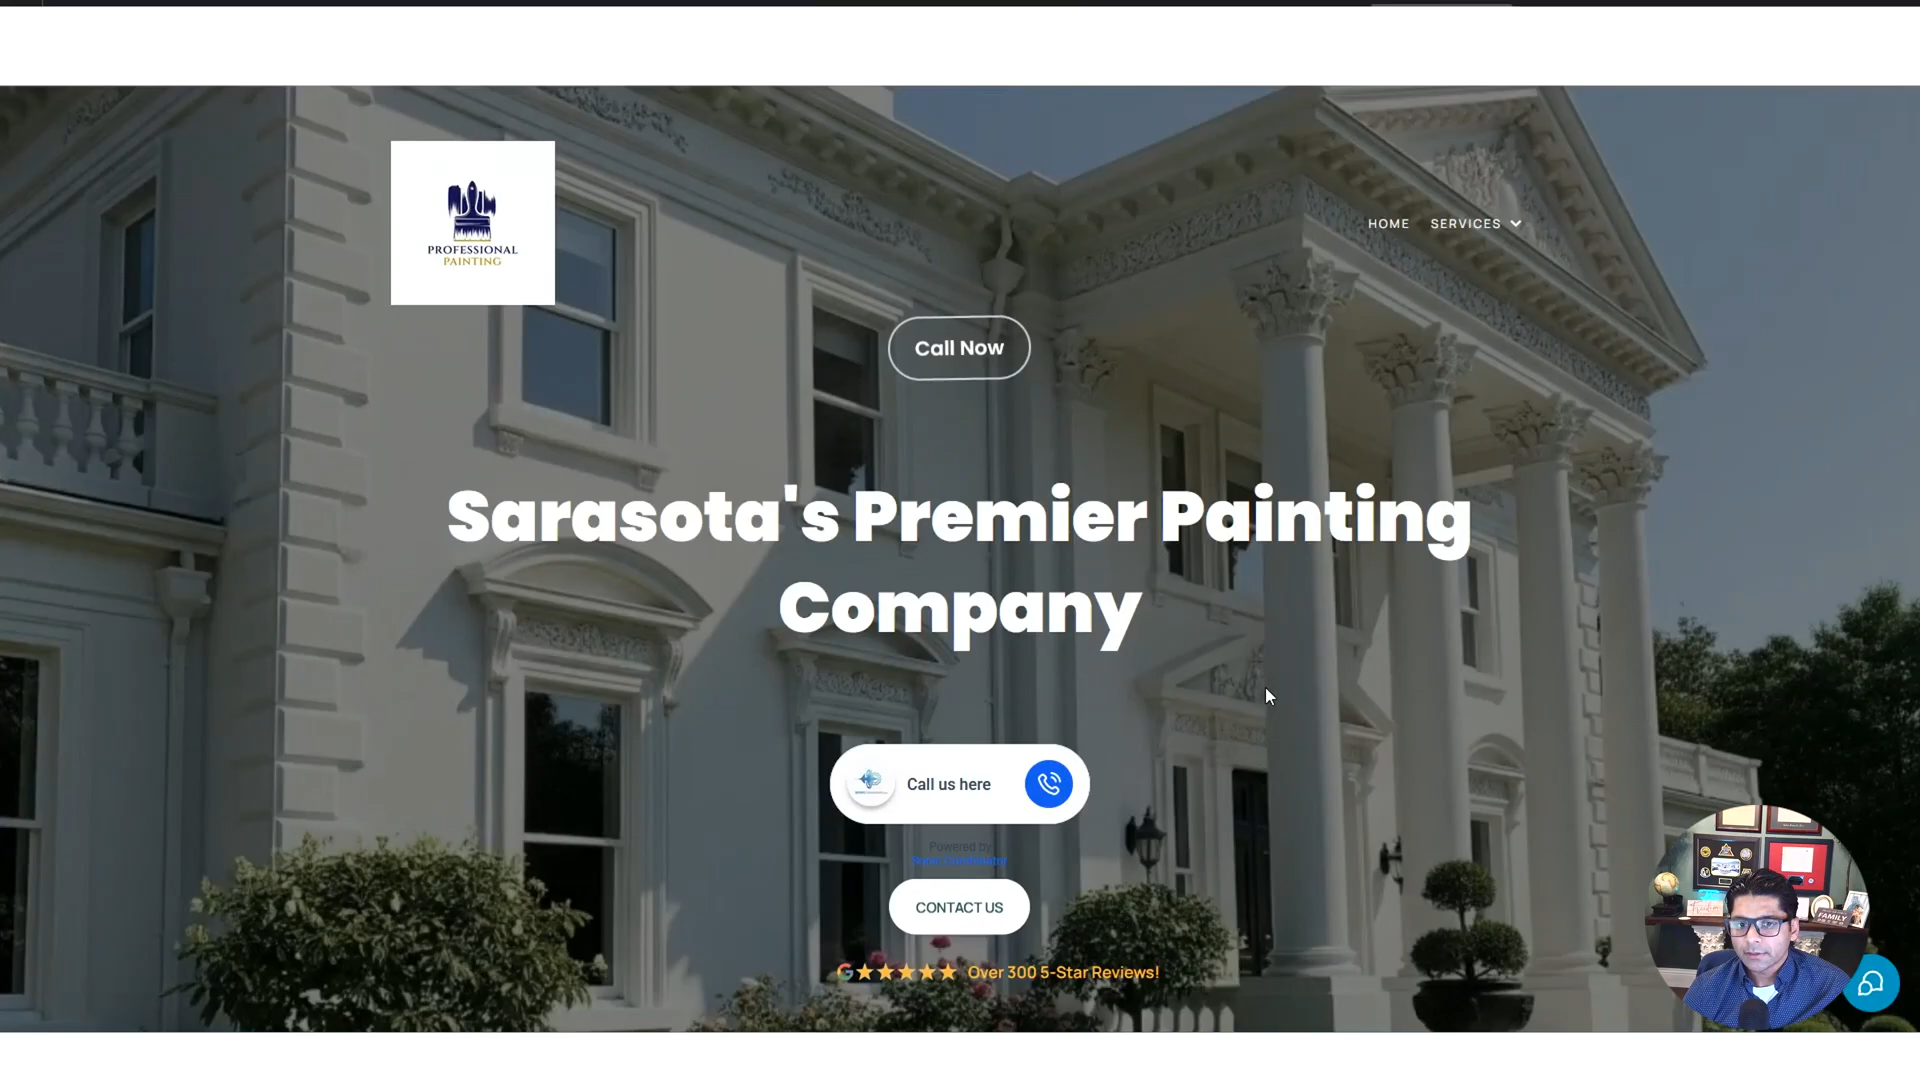 PROFESSIONAL
PAINTING
HOME
SERVICES
Call Now
Sarasota's Premier Painting
Company
Call us here
Powered by
CONTACT US
Over 300 5-Star Reviews!
FAMILY